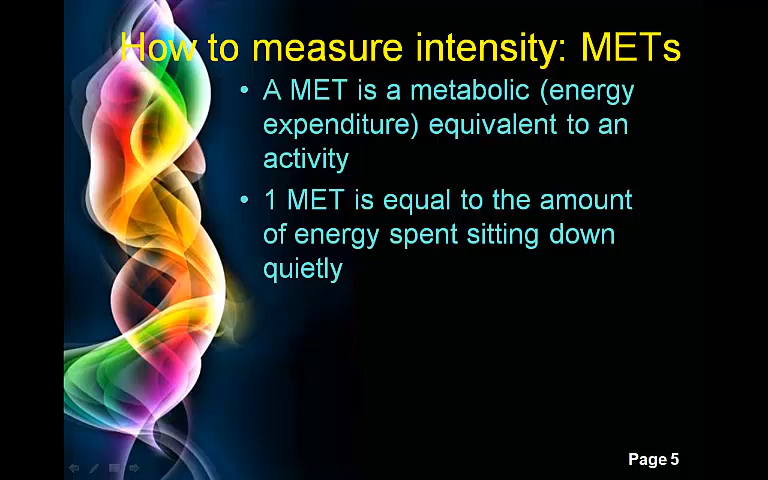 How to measure intensity: METs
• A MET is a metabolic (energy
expenditure) equivalent to an
activity
• 1 MET is equal to the amount
of energy spent sitting down
quietly
Page 5